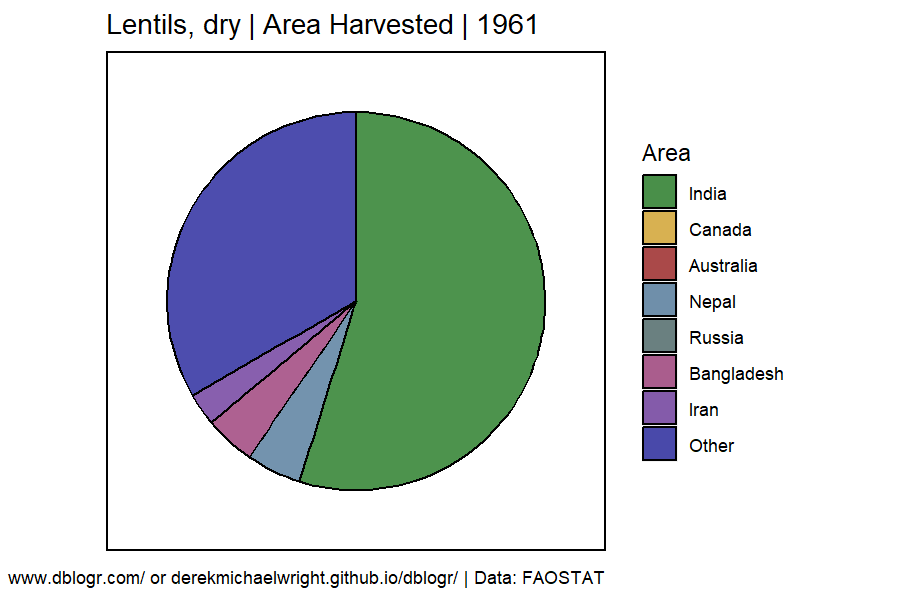 Lentils, dry | Area Harvested | 1961
Area
India
Canada
Australia
Nepal
Russia
Bangladesh
Iran
Other
www.dblogr.com/ or derekmichaelwright.github.io/dblogr/ | Data: FAOSTAT